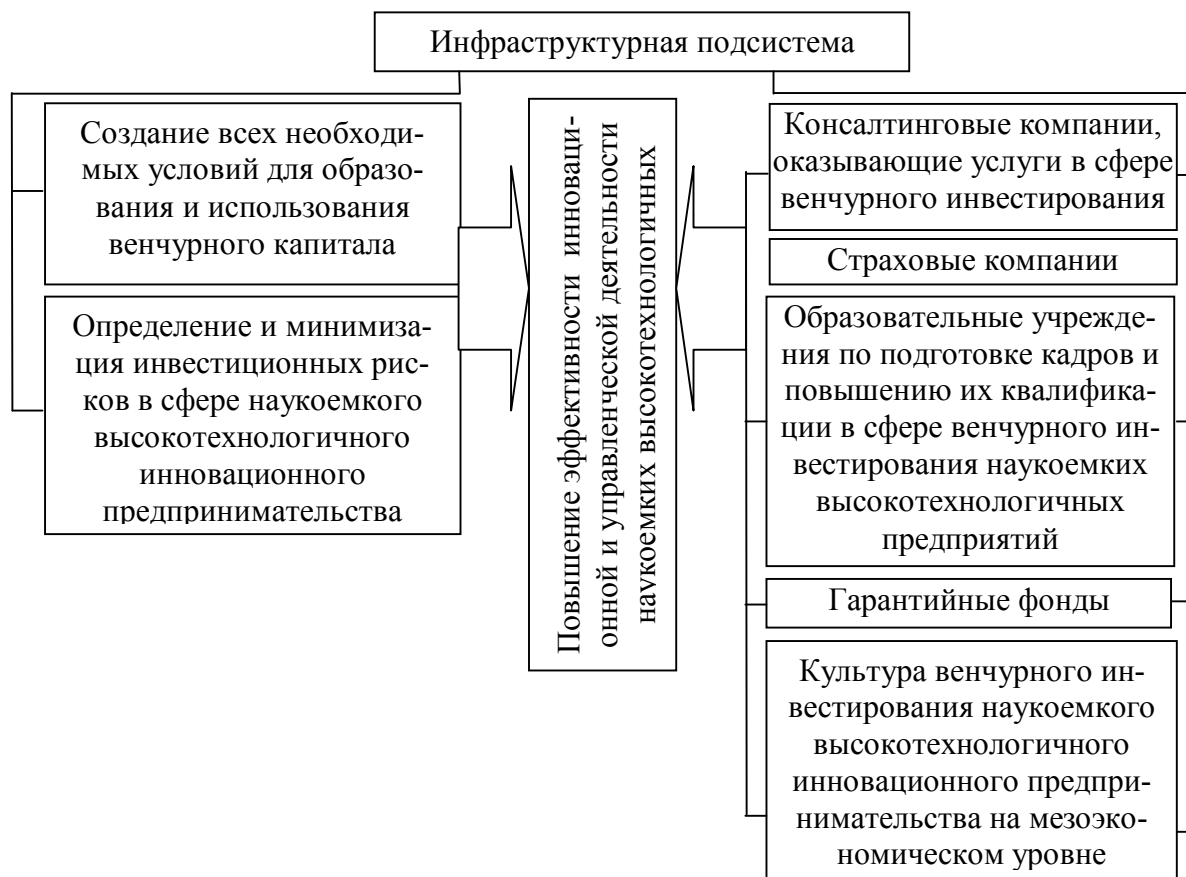 Инфраструктурная подсистема
Создание всех необходи-
мых условий для образо-
вания и использования
венчурного капитала
Определение и минимиза-
ция инвестиционных рис-
ков в сфере наукоемкого
высокотехнологичного
инновационного
предпринимательства
Повышение эффективности инноваци-
онной и управленческой деятельности
наукоемких высокотехнологичных
Консалтинговые компании,
оказывающие услуги в сфере
венчурного инвестирования
Страховые компании
Образовательные учрежде-
ния по подготовке кадров и
повышению их квалифика-
ции в сфере венчурного ин-
вестирования наукоемких
высокотехнологичных
предприятий
Гарантийные фонды
Культура венчурного ин-
вестирования наукоемкого
высокотехнологичного
инновационного предпри-
нимательства на мезоэко-
номическом уровне